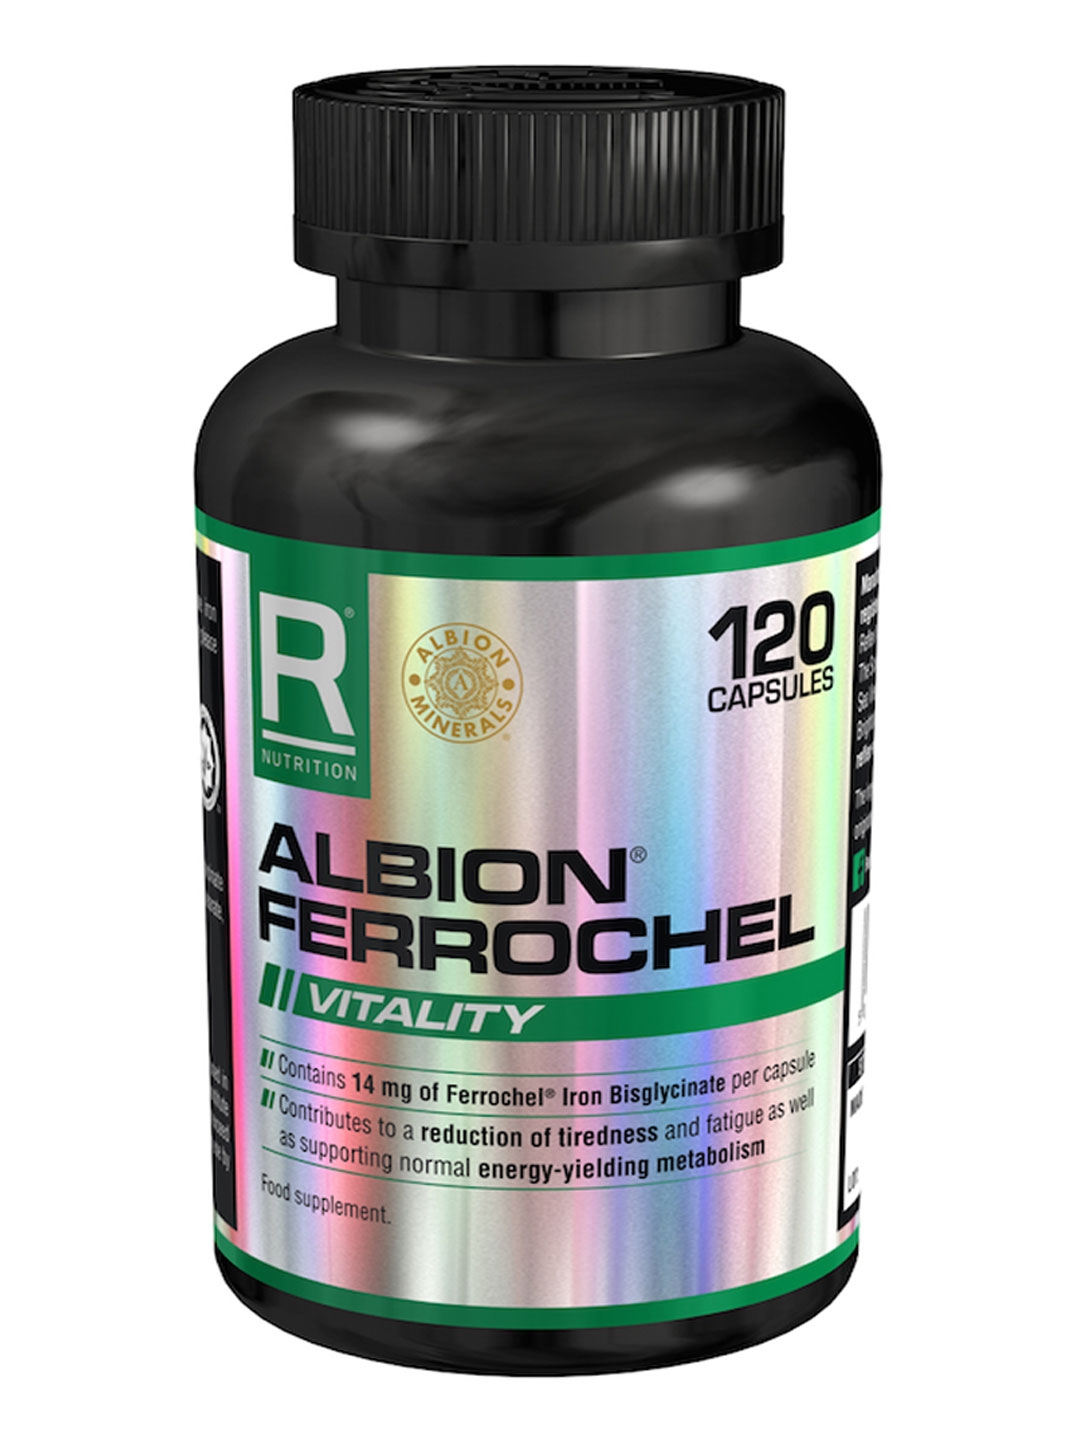 R®
NUTRITION
ALBION
MINERALS®
A
120
CAPSULES
ALBION®
FERROCHEL
VITALITY
Contains 14 mg of Ferrochel® Iron Bisglycinate per capsule
Contributes to a reduction of tiredness and fatigue as well
as supporting normal energy-yielding metabolism
Food supplement.